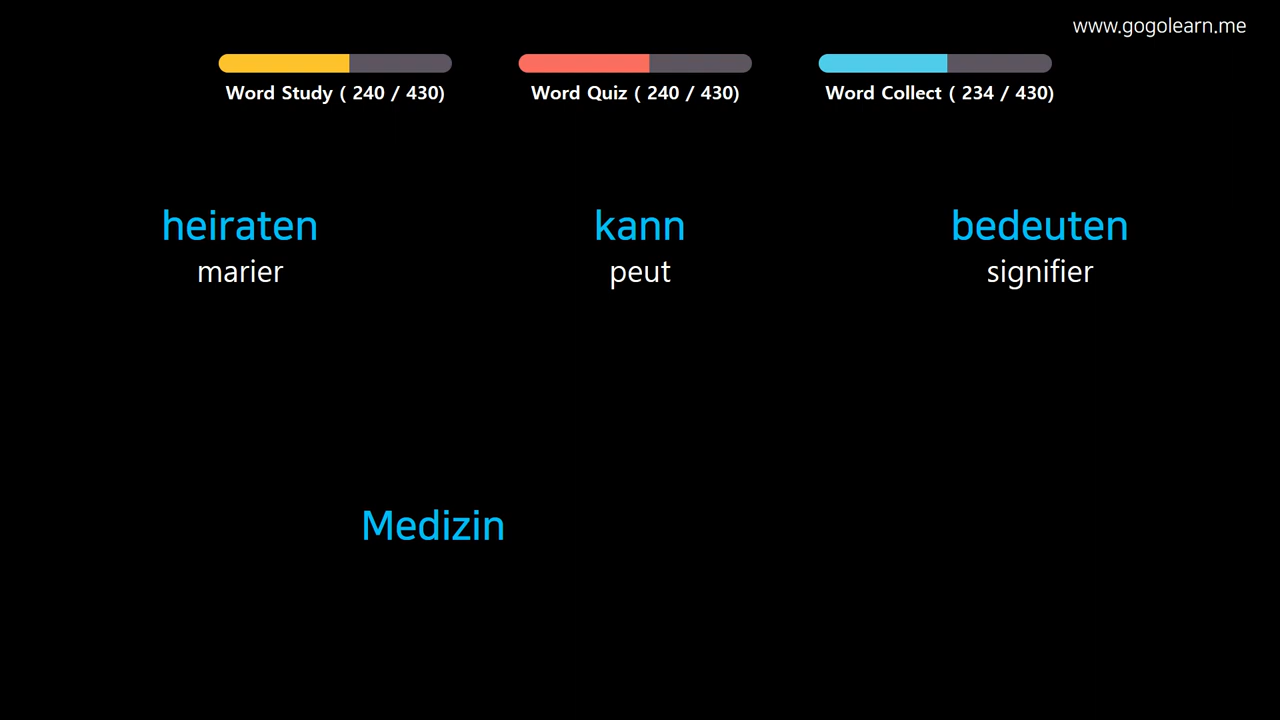 www.gogolearn.me
Word Study ( 240 / 430)
Word Quiz ( 240 / 430)
Word Collect ( 234 / 430)
heiraten
marier
kann
peut
bedeuten
signifier
Medizin